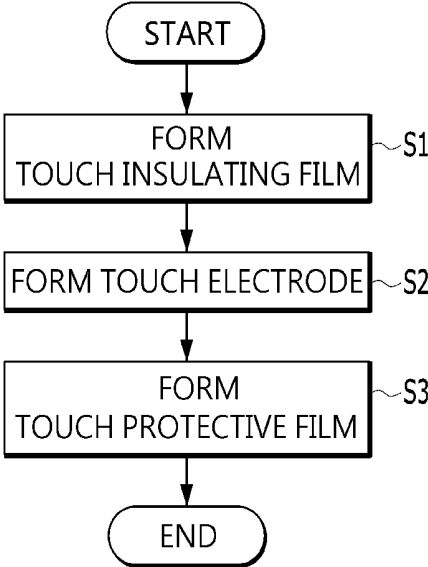 START
FORM
TOUCH INSULATING FILM
S1
FORM TOUCH ELECTRODE
S2
FORM
TOUCH PROTECTIVE FILM
S3
END